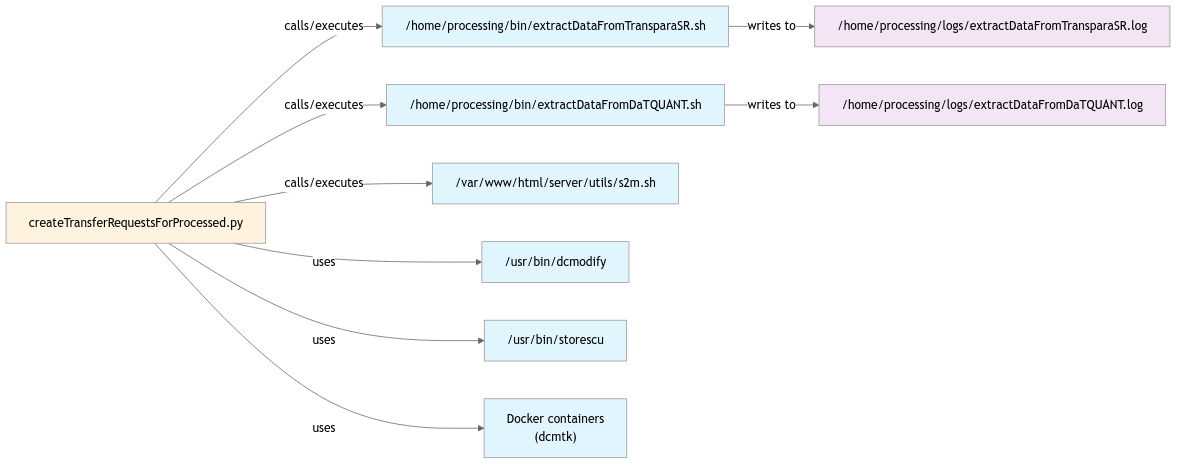 calls/executes
/home/processing/bin/extractDataFromTransparaSR.sh
writes to
/home/processing/logs/extractDataFromTransparaSR.log
calls/executes
/home/processing/bin/extractDataFromDaTQUANT.sh
writes to
/home/processing/logs/extractDataFromDaTQUANT.log
calls/executes
/var/www/html/server/utils/s2m.sh
createTransferRequestsForProcessed.py
uses
/usr/bin/dcmodify
uses
/usr/bin/storescu
uses
Docker containers
(dcmtk)